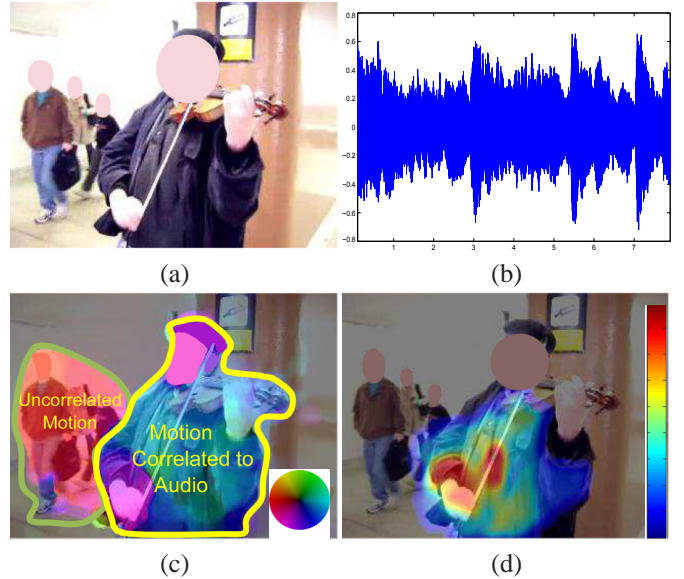 0.8
0.6
0.4
0.2
0
-0.2
-0.4
-0.6
-0.8
1 2 3 4 5 6 7
(a)
(b)
Uncorrelated
Motion
Motion
Correlated to
Audio
(c)
(d)